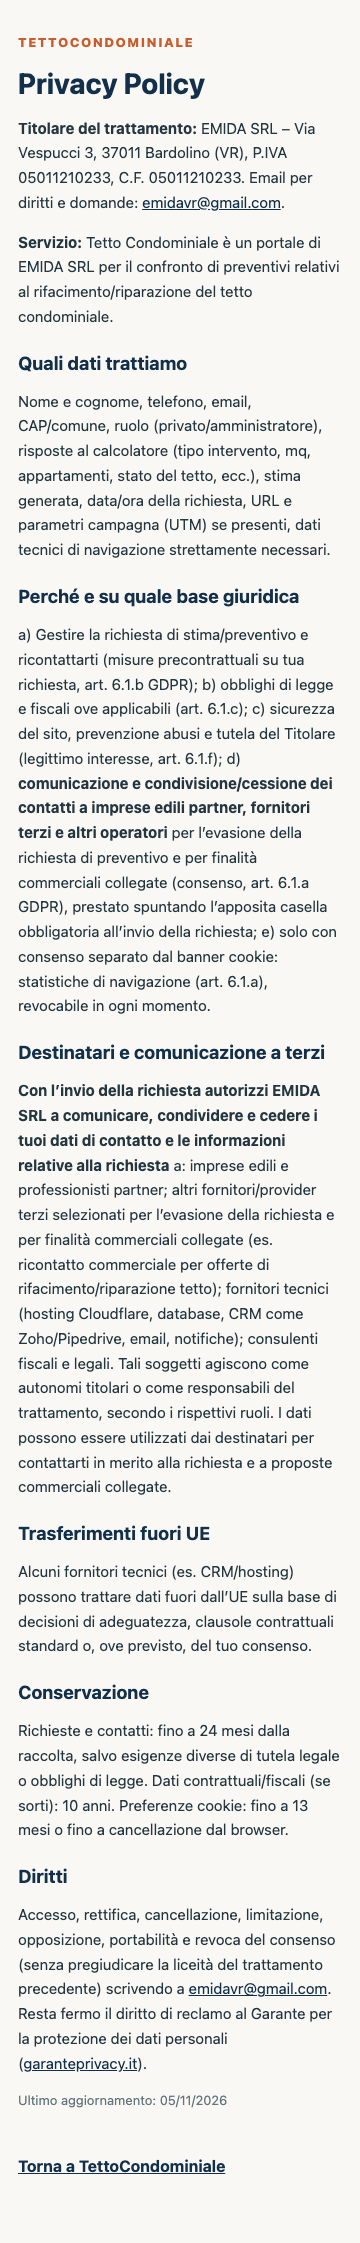 TETTOCONDOMINIALE
Privacy Policy
Titolare del trattamento: EMIDA SRL – Via
Vespucci 3, 37011 Bardolino (VR), P.IVA
05011210233, C.F. 05011210233. Email per
diritti e domande: emidavr@gmail.com.
Servizio: Tetto Condominiale è un portale di
EMIDA SRL per il confronto di preventivi relativi
al rifacimento/riparazione del tetto
condominiale.
Quali dati trattiamo
Nome e cognome, telefono, email,
CAP/comune, ruolo (privato/amministratore),
risposte al calcolatore (tipo intervento, mq,
appartamenti, stato del tetto, ecc.), stima
generata, data/ora della richiesta, URL e
parametri campagna (UTM) se presenti, dati
tecnici di navigazione strettamente necessari.
Perché e su quale base giuridica
a) Gestire la richiesta di stima/preventivo e
ricontattarti (misure precontrattuali su tua
richiesta, art. 6.1.b GDPR); b) obblighi di legge
e fiscali ove applicabili (art. 6.1.c); c) sicurezza
del sito, prevenzione abusi e tutela del Titolare
(legittimo interesse, art. 6.1.f); d)
comunicazione e condivisione/cessione dei
contatti a imprese edili partner, fornitori
terzi e altri operatori per l’evasione della
richiesta di preventivo e per finalità
commerciali collegate (consenso, art. 6.1.a
GDPR), prestato spuntando l’apposita casella
obbligatoria all’invio della richiesta; e) solo con
consenso separato dal banner cookie:
statistiche di navigazione (art. 6.1.a),
revocabile in ogni momento.
Destinatari e comunicazione a terzi
Con l’invio della richiesta autorizzi EMIDA
SRL a comunicare, condividere e cedere i
tuoi dati di contatto e le informazioni
relative alla richiesta a: imprese edili e
professionisti partner; altri fornitori/provider
terzi selezionati per l’evasione della richiesta e
per finalità commerciali collegate (es.
ricontatto commerciale per offerte di
rifacimento/riparazione tetto); fornitori tecnici
(hosting Cloudflare, database, CRM come
Zoho/Pipedrive, email, notifiche); consulenti
fiscali e legali. Tali soggetti agiscono come
autonomi titolari o come responsabili del
trattamento, secondo i rispettivi ruoli. I dati
possono essere utilizzati dai destinatari per
contattarti in merito alla richiesta e a proposte
commerciali collegate.
Trasferimenti fuori UE
Alcuni fornitori tecnici (es. CRM/hosting)
possono trattare dati fuori dall’UE sulla base di
decisioni di adeguatezza, clausole contrattuali
standard o, ove previsto, del tuo consenso.
Conservazione
Richieste e contatti: fino a 24 mesi dalla
raccolta, salvo esigenze diverse di tutela legale
o obblighi di legge. Dati contrattuali/fiscali (se
sorti): 10 anni. Preferenze cookie: fino a 13
mesi o fino a cancellazione dal browser.
Diritti
Accesso, rettifica, cancellazione, limitazione,
opposizione, portabilità e revoca del consenso
(senza pregiudicare la liceità del trattamento
precedente) scrivendo a emidavr@gmail.com.
Resta fermo il diritto di reclamo al Garante per
la protezione dei dati personali
(garanteprivacy.it).
Ultimo aggiornamento: 05/11/2026
Torna a TettoCondominiale